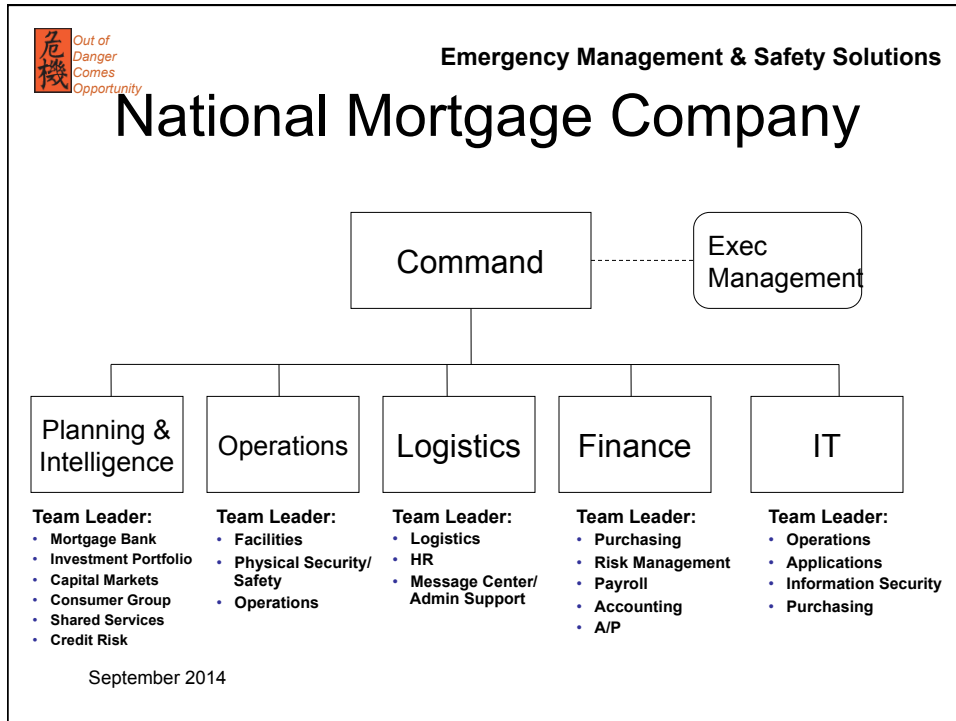 危
機
Out of
Danger
Comes
Opportunity
Emergency Management & Safety Solutions
National Mortgage Company
Command
Exec
Management
Planning &
Intelligence
Operations
Logistics
Finance
IT
Team Leader:
• Mortgage Bank
• Investment Portfolio
• Capital Markets
• Consumer Group
• Shared Services
• Credit Risk
Team Leader:
• Facilities
• Physical Security/
Safety
• Operations
Team Leader:
• Logistics
• HR
• Message Center/
Admin Support
Team Leader:
• Purchasing
• Risk Management
• Payroll
• Accounting
• A/P
Team Leader:
• Operations
• Applications
• Information Security
• Purchasing
September 2014